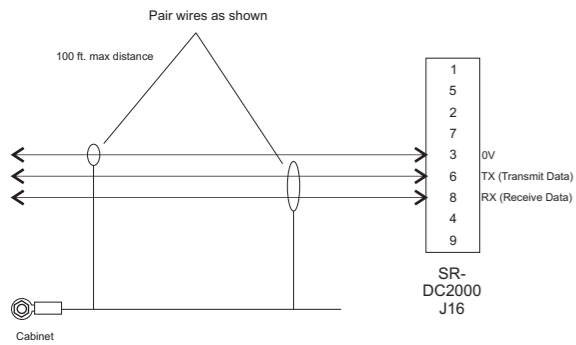 Pair wires as shown
100 ft. max distance
1
5
2
7
3 0V
6 TX (Transmit Data)
8 RX (Receive Data)
4
9
SR-
DC2000
J16
Cabinet